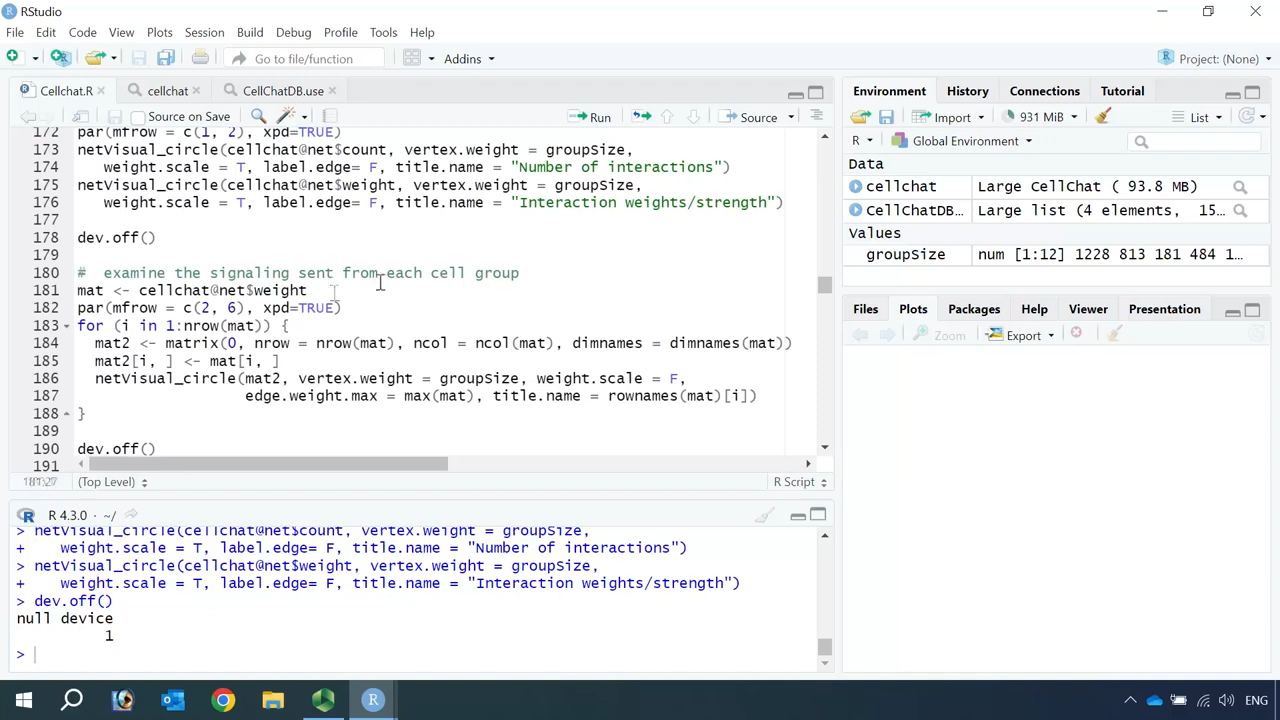 RStudio
File Edit Code View Plots Session Build Debug Profile Tools Help
Go to file/function
Addins
Project: (None)
Cellchat.R
cellchat
CellChatDB.use
Source on Save
Run
Source
172 par(mfrow = c(1, 2), xpd=TRUE)
173 netVisual_circle(cellchat@net$count, vertex.weight = groupSize,
174 weight.scale = T, label.edge= F, title.name = "Number of interactions")
175 netVisual_circle(cellchat@net$weight, vertex.weight = groupSize,
176 weight.scale = T, label.edge= F, title.name = "Interaction weights/strength")
177
178 dev.off()
179
180 # examine the signaling sent from each cell group
181 mat <- cellchat@net$weight
182 par(mfrow = c(2, 6), xpd=TRUE)
183 for (i in 1:nrow(mat)) {
184 mat2 <- matrix(0, nrow = nrow(mat), ncol = ncol(mat), dimnames = dimnames(mat))
185 mat2[i, ] <- mat[i, ]
186 netVisual_circle(mat2, vertex.weight = groupSize, weight.scale = F,
187 edge.weight.max = max(mat), title.name = rownames(mat)[i])
188 }
189
190 dev.off()
191
181:27 (Top Level) R Script
R 4.3.0 · ~/
> netVisual_circle(cellchat@net$count, vertex.weight = groupSize,
+ weight.scale = T, label.edge= F, title.name = "Number of interactions")
> netVisual_circle(cellchat@net$weight, vertex.weight = groupSize,
+ weight.scale = T, label.edge= F, title.name = "Interaction weights/strength")
> dev.off()
null device
1
>
Environment History Connections Tutorial
Import 931 MiB List
R Global Environment
Data
cellchat Large CellChat ( 93.8 MB)
CellChatDB… Large list (4 elements, 15…
Values
groupSize num [1:12] 1228 813 181 484 1…
Files Plots Packages Help Viewer Presentation
Zoom Export
ENG